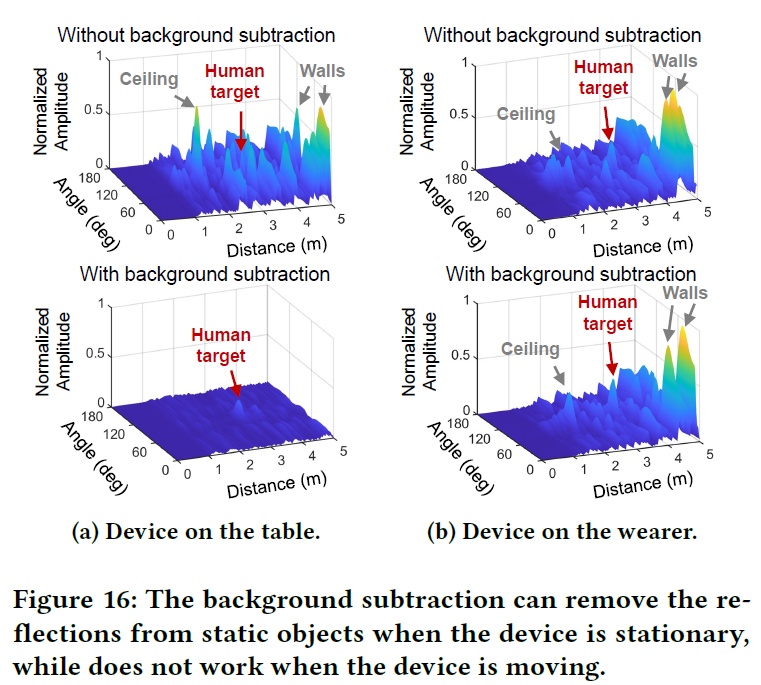 Without background subtraction
Normalized
Amplitude
1
0.5
0
180
120
60
0
Angle (deg)
0
1
2
3
4
5
Distance (m)
Ceiling
Human
target
Walls
Without background subtraction
Normalized
Amplitude
1
0.5
0
180
120
60
0
Angle (deg)
0
1
2
3
4
5
Distance (m)
Ceiling
Human
target
Walls
With background subtraction
Normalized
Amplitude
1
0.5
0
180
120
60
0
Angle (deg)
0
1
2
3
4
5
Distance (m)
Human
target
With background subtraction
Normalized
Amplitude
1
0.5
0
180
120
60
0
Angle (deg)
0
1
2
3
4
5
Distance (m)
Ceiling
Human
target
Walls
(a) Device on the table.
(b) Device on the wearer.
Figure 16: The background subtraction can remove the re-
flections from static objects when the device is stationary,
while does not work when the device is moving.